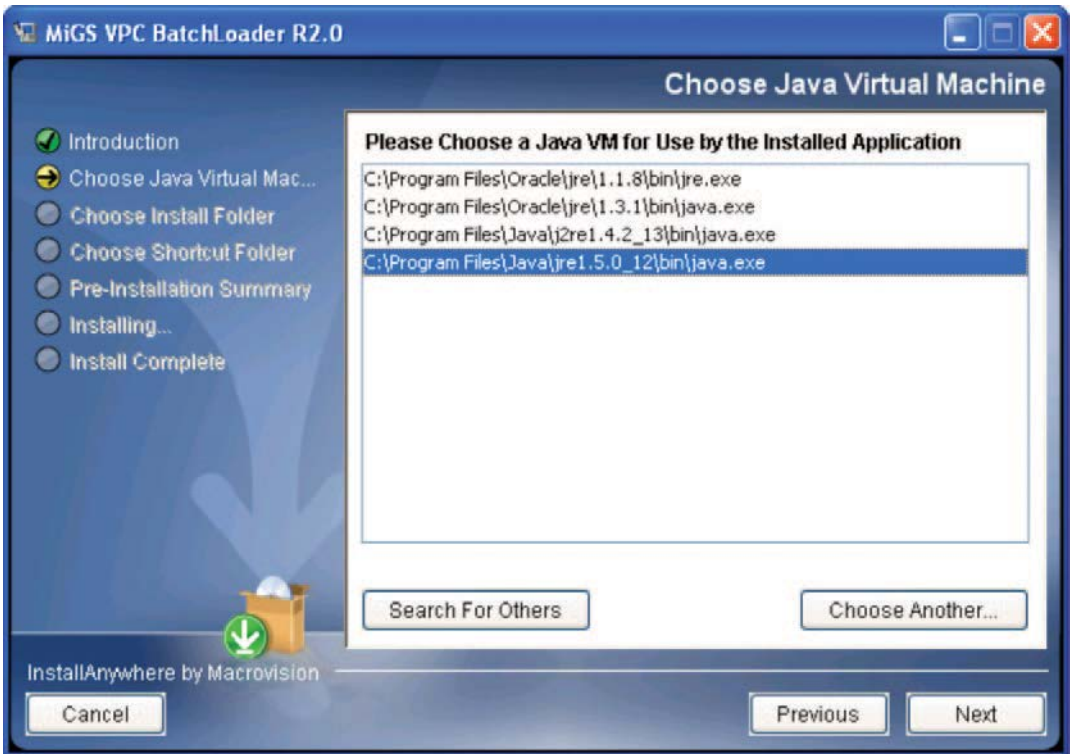 MiGS VPC BatchLoader R2.0
Choose Java Virtual Machine
Introduction
Choose Java Virtual Mac...
Choose Install Folder
Choose Shortcut Folder
Pre-Installation Summary
Installing...
Install Complete
Please Choose a Java VM for Use by the Installed Application
C:\Program Files\Oracle\jre\1.1.8\bin\jre.exe
C:\Program Files\Oracle\jre\1.3.1\bin\java.exe
C:\Program Files\Java\j2re1.4.2_13\bin\java.exe
C:\Program Files\Java\jre1.5.0_12\bin\java.exe
Search For Others
Choose Another...
InstallAnywhere by Macrovision
Cancel
Previous
Next